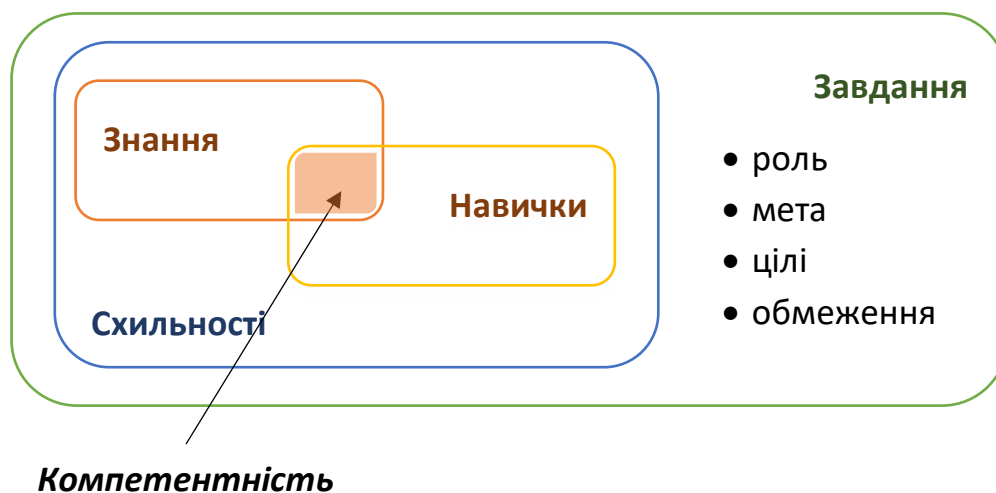 Завдання
Знання
Навички
Схильності
• роль
• мета
• цілі
• обмеження
Компетентність